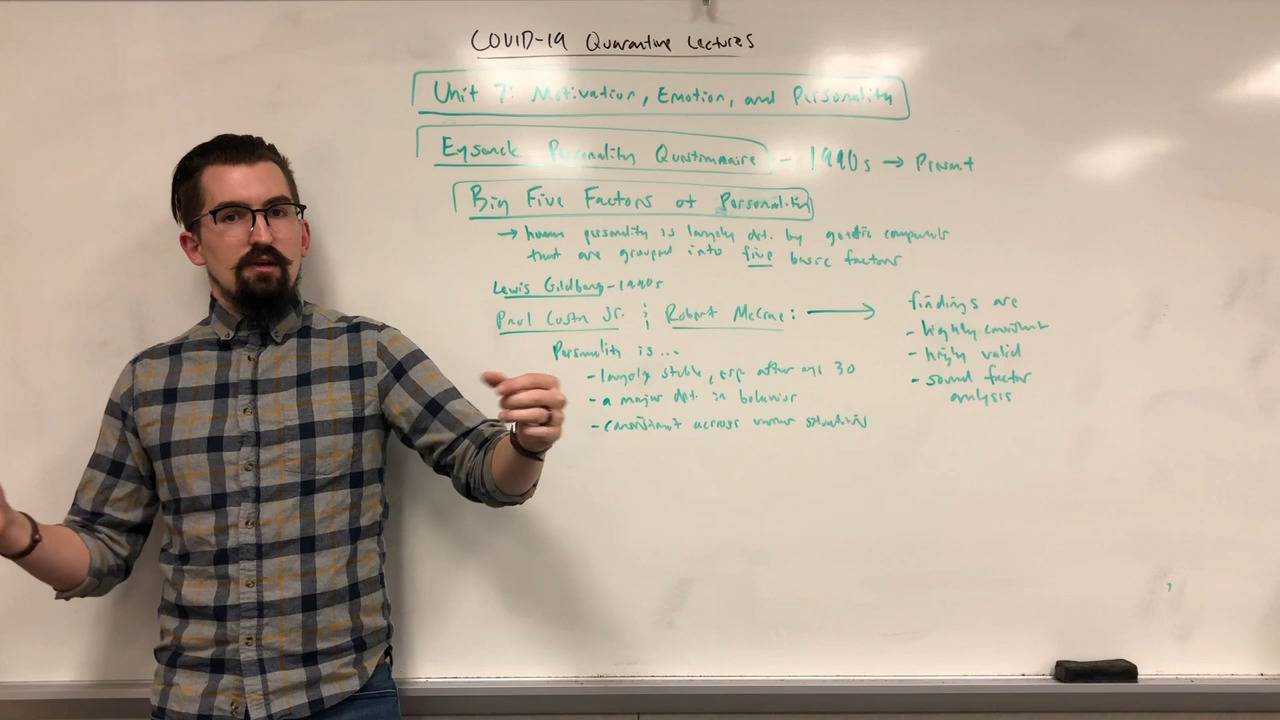 COVID-19 Quarantine Lectures
Unit 7: Motivation, Emotion, and Personality
Eysenck Personality Questionnaire - 1990s → Present
Big Five Factors of Personality
→ human personality is largely det. by genetic components
that are grouped into five basic factors
Lewis Goldberg - 1990s
Paul Costa Jr. & Robert McCrae: →
Personality is...
- largely stable, esp after age 30
- a major det. in behavior
- consistent across various situations
findings are
- highly consistent
- highly valid
- sound factor
analysis